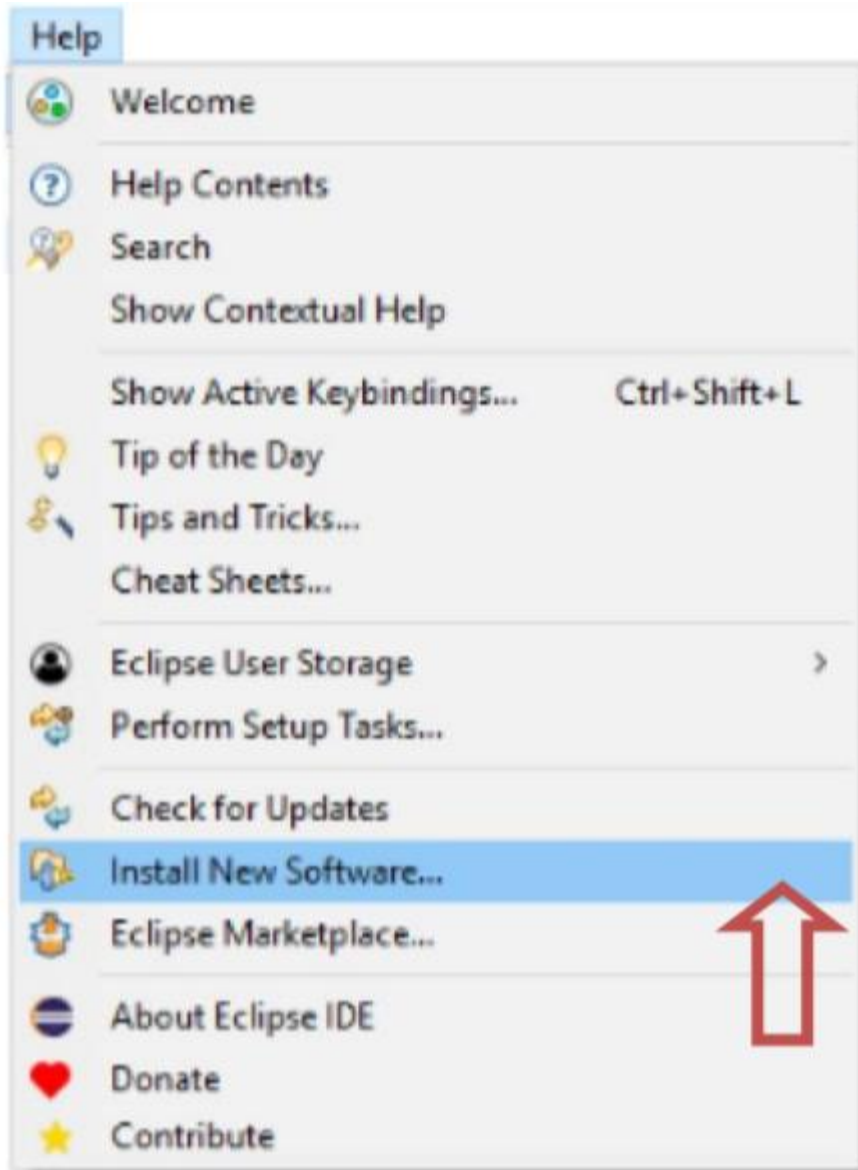 Help
Welcome
Help Contents
Search
Show Contextual Help
Show Active Keybindings... Ctrl+Shift+L
Tip of the Day
Tips and Tricks...
Cheat Sheets...
Eclipse User Storage
Perform Setup Tasks...
Check for Updates
Install New Software...
Eclipse Marketplace...
About Eclipse IDE
Donate
Contribute